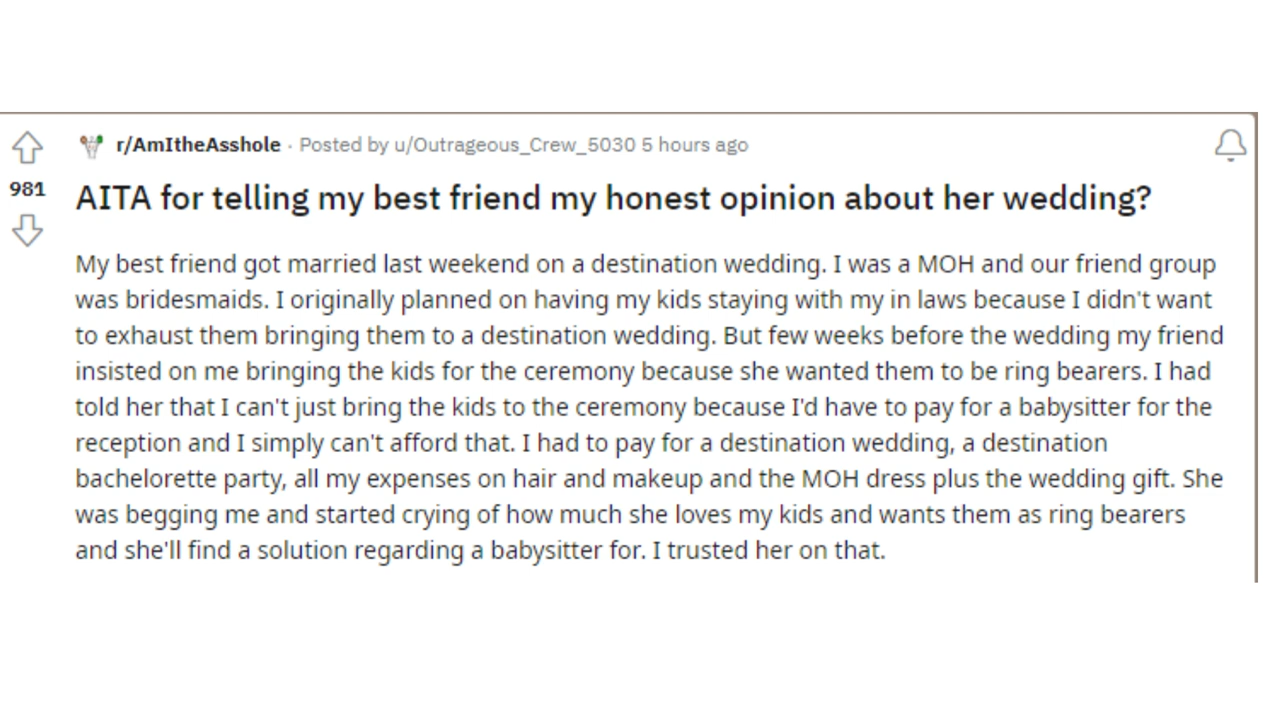 r/AmItheAsshole · Posted by u/Outrageous_Crew_5030 5 hours ago
981
AITA for telling my best friend my honest opinion about her wedding?
My best friend got married last weekend on a destination wedding. I was a MOH and our friend group
was bridesmaids. I originally planned on having my kids staying with my in laws because I didn't want
to exhaust them bringing them to a destination wedding. But few weeks before the wedding my friend
insisted on me bringing the kids for the ceremony because she wanted them to be ring bearers. I had
told her that I can't just bring the kids to the ceremony because I'd have to pay for a babysitter for the
reception and I simply can't afford that. I had to pay for a destination wedding, a destination
bachelorette party, all my expenses on hair and makeup and the MOH dress plus the wedding gift. She
was begging me and started crying of how much she loves my kids and wants them as ring bearers
and she'll find a solution regarding a babysitter for. I trusted her on that.